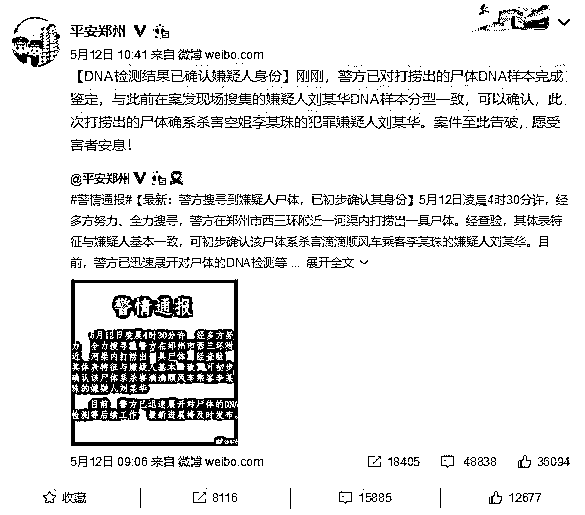 平安郑州
5月12日 10:41 来自 微博 weibo.com
【DNA检测结果已确认嫌疑人身份】刚刚，警方已对打捞出的尸体DNA样本完成
鉴定，与此前在案发现场搜集的嫌疑人刘某华DNA样本分型一致，可以确认，此
次打捞出的尸体确系杀害空姐李某珠的犯罪嫌疑人刘某华。案件至此告破，愿受
害者安息！
@平安郑州
#警情通报#【最新：警方搜寻到嫌疑人尸体，已初步确认其身份】5月12日凌晨4时30分许，经
多方努力、全力搜寻，警方在郑州市西三环附近一河渠内打捞出一具尸体。经查验，其体表特
征与嫌疑人基本一致，可初步确认该尸体系杀害滴滴顺风车乘客李某珠的嫌疑人刘某华。目
前，警方已迅速展开对尸体的DNA检测等 ... 展开全文
警情通报
5月12日凌晨4时30分许，经多方努
力、全力搜寻，警方在郑州市西三环附
近一河渠内打捞出一具尸体。经查验，
其体表特征与嫌疑人基本一致，可初步
确认该尸体系杀害滴滴顺风车乘客李某
珠的嫌疑人刘某华。
目前，警方已迅速展开对尸体的DNA
检测等后续工作，最新进展将及时发布。
5月12日 09:06 来自 微博 weibo.com
18405 48838 35094
收藏 8116 15885 12677